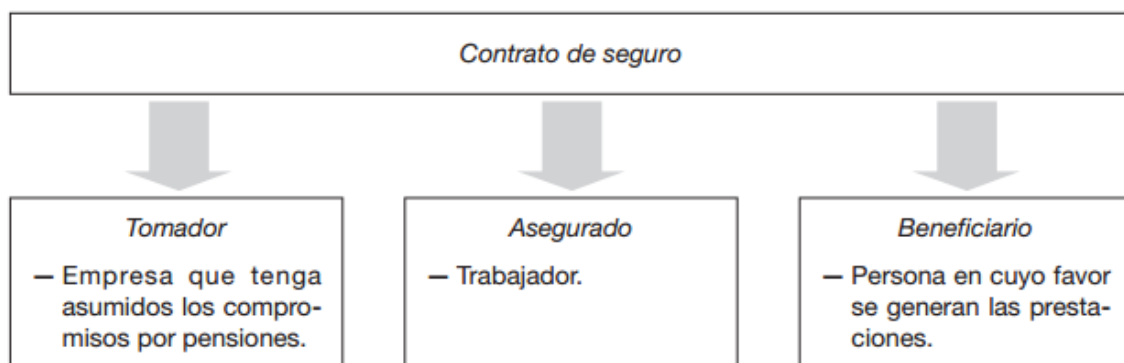 Contrato de seguro
Tomador
— Empresa que tenga
asumidos los compro-
misos por pensiones.
Asegurado
— Trabajador.
Beneficiario
— Persona en cuyo favor
se generan las presta-
ciones.